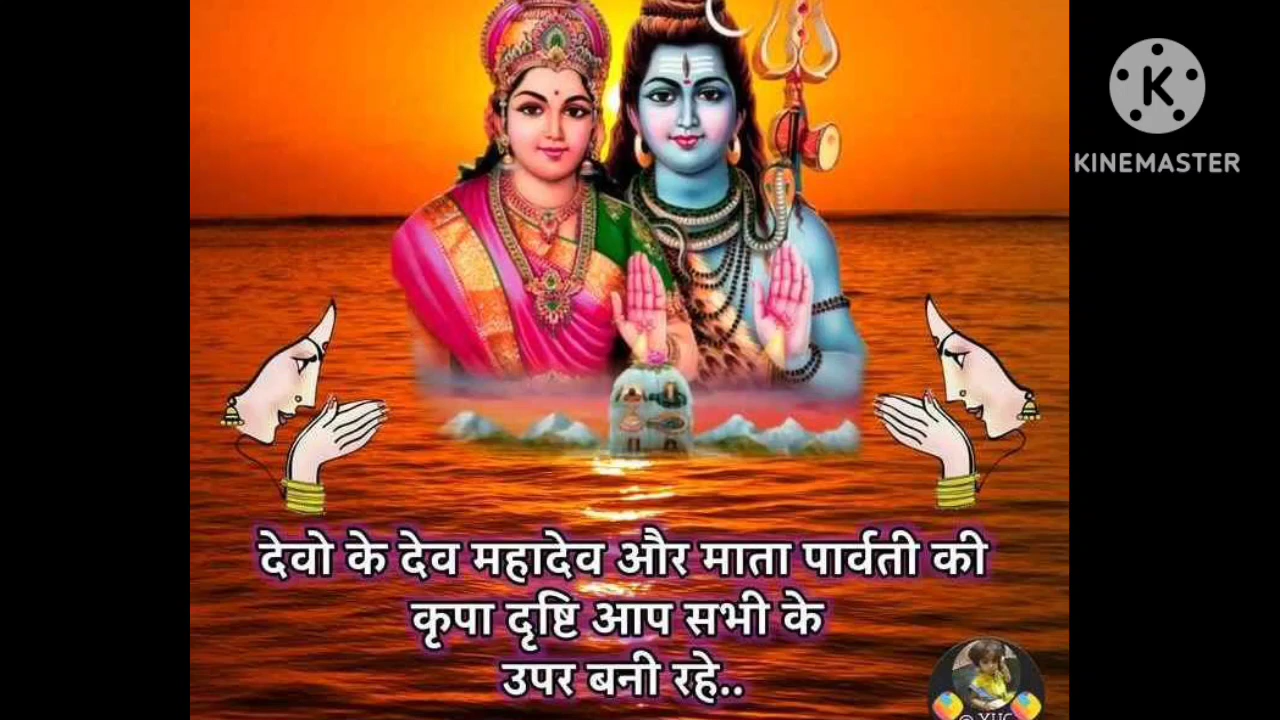 KINEMASTER
देवो के देव महादेव और माता पार्वती की
कृपा दृष्टि आप सभी के
उपर बनी रहे..